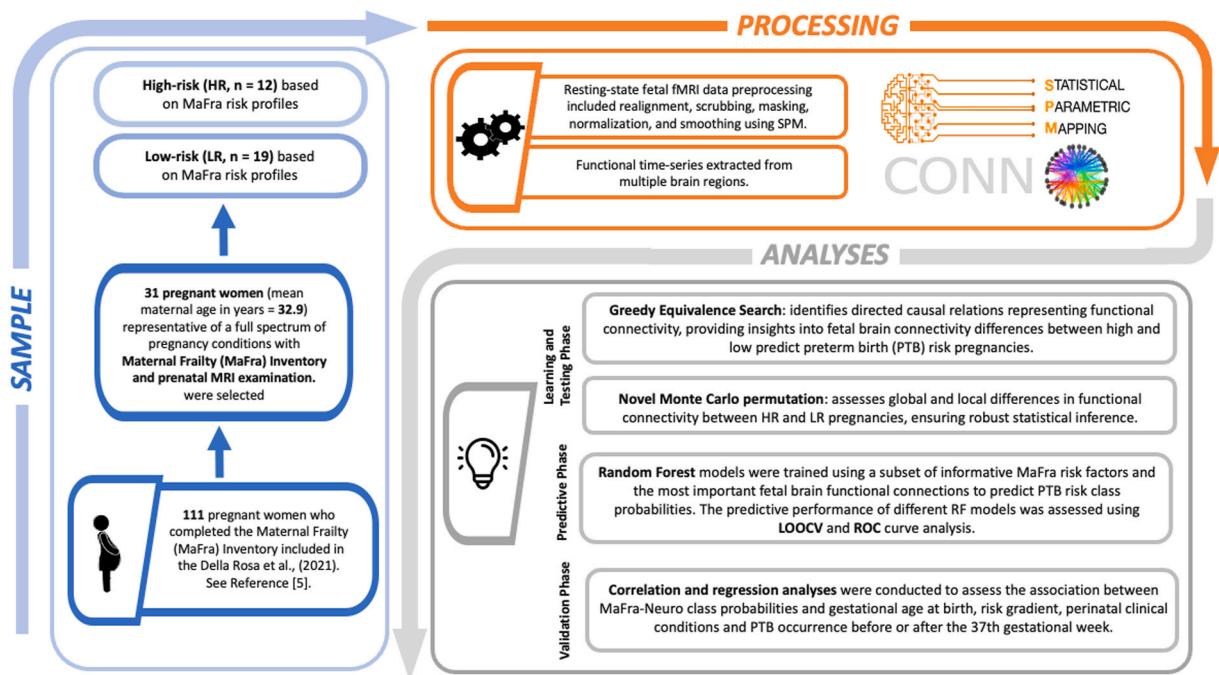 SAMPLE
High-risk (HR, n = 12) based
on MaFra risk profiles
Low-risk (LR, n = 19) based
on MaFra risk profiles
31 pregnant women (mean
maternal age in years = 32.9)
representative of a full spectrum of
pregnancy conditions with
Maternal Frailty (MaFra) Inventory
and prenatal MRI examination.
were selected
111 pregnant women who
completed the Maternal Frailty
(MaFra) Inventory included in
the Della Rosa et al., (2021).
See Reference [5].
PROCESSING
Resting-state fetal fMRI data preprocessing
included realignment, scrubbing, masking,
normalization, and smoothing using SPM.
Functional time-series extracted from
multiple brain regions.
STATISTICAL
PARAMETRIC
MAPPING
CONN
ANALYSES
Learning and
Testing Phase
Greedy Equivalence Search: identifies directed causal relations representing functional
connectivity, providing insights into fetal brain connectivity differences between high and
low predict preterm birth (PTB) risk pregnancies.
Novel Monte Carlo permutation: assesses global and local differences in functional
connectivity between HR and LR pregnancies, ensuring robust statistical inference.
Predictive Phase
Random Forest models were trained using a subset of informative MaFra risk factors and
the most important fetal brain functional connections to predict PTB risk class
probabilities. The predictive performance of different RF models was assessed using
LOOCV and ROC curve analysis.
Validation Phase
Correlation and regression analyses were conducted to assess the association between
MaFra-Neuro class probabilities and gestational age at birth, risk gradient, perinatal clinical
conditions and PTB occurrence before or after the 37th gestational week.